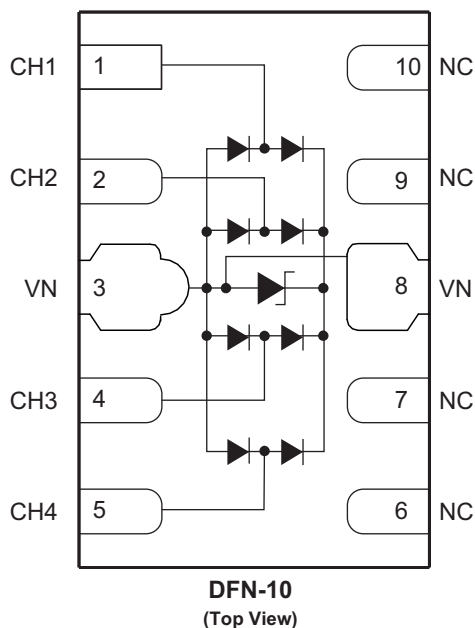 CH1 1 10 NC
CH2 2 9 NC
VN 3 8 VN
CH3 4 7 NC
CH4 5 6 NC
DFN-10
(Top View)